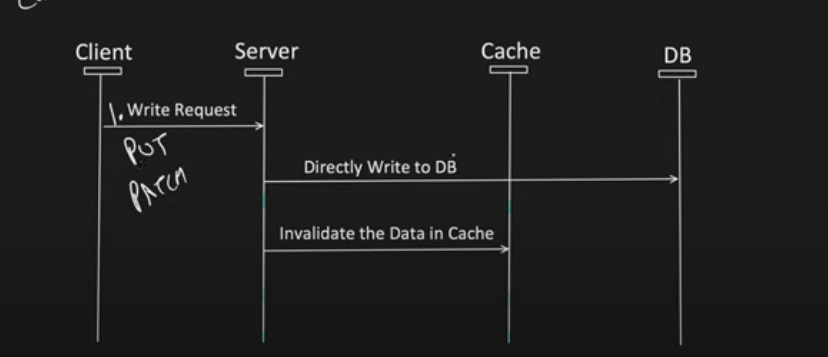 Client Server Cache DB
1. Write Request
PUT
PATCH
Directly Write to DB
Invalidate the Data in Cache